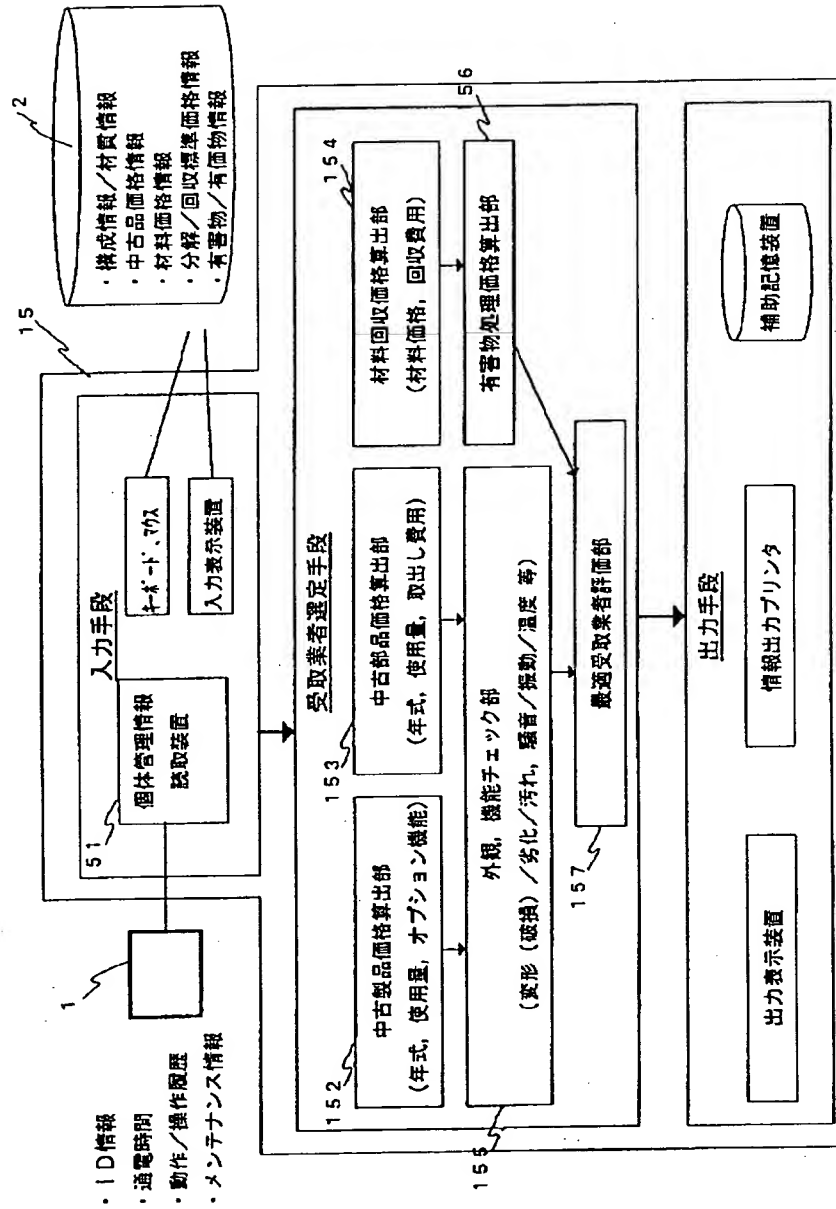 ・ID情報
・通電時間
・動作/操作履歴
・メンテナンス情報
1
51
入力手段
個体管理情報
読取装置
キーボード、マウス
入力表示装置
15
2
・構成情報/材質情報
・中古品価格情報
・材料価格情報
・分解/回収標準価格情報
・有害物/有価物情報
受取業者選定手段
152
中古製品価格算出部
(年式,使用量,オプション機能)
153
中古部品価格算出部
(年式,使用量,取出し費用)
154
材料回収価格算出部
(材料価格,回収費用)
155
外観,機能チェック部
(変形(破損)/劣化/汚れ,騒音/振動/温度 等)
56
有害物処理価格算出部
157
最適受取業者評価部
出力手段
出力表示装置
情報出力プリンタ
補助記憶装置